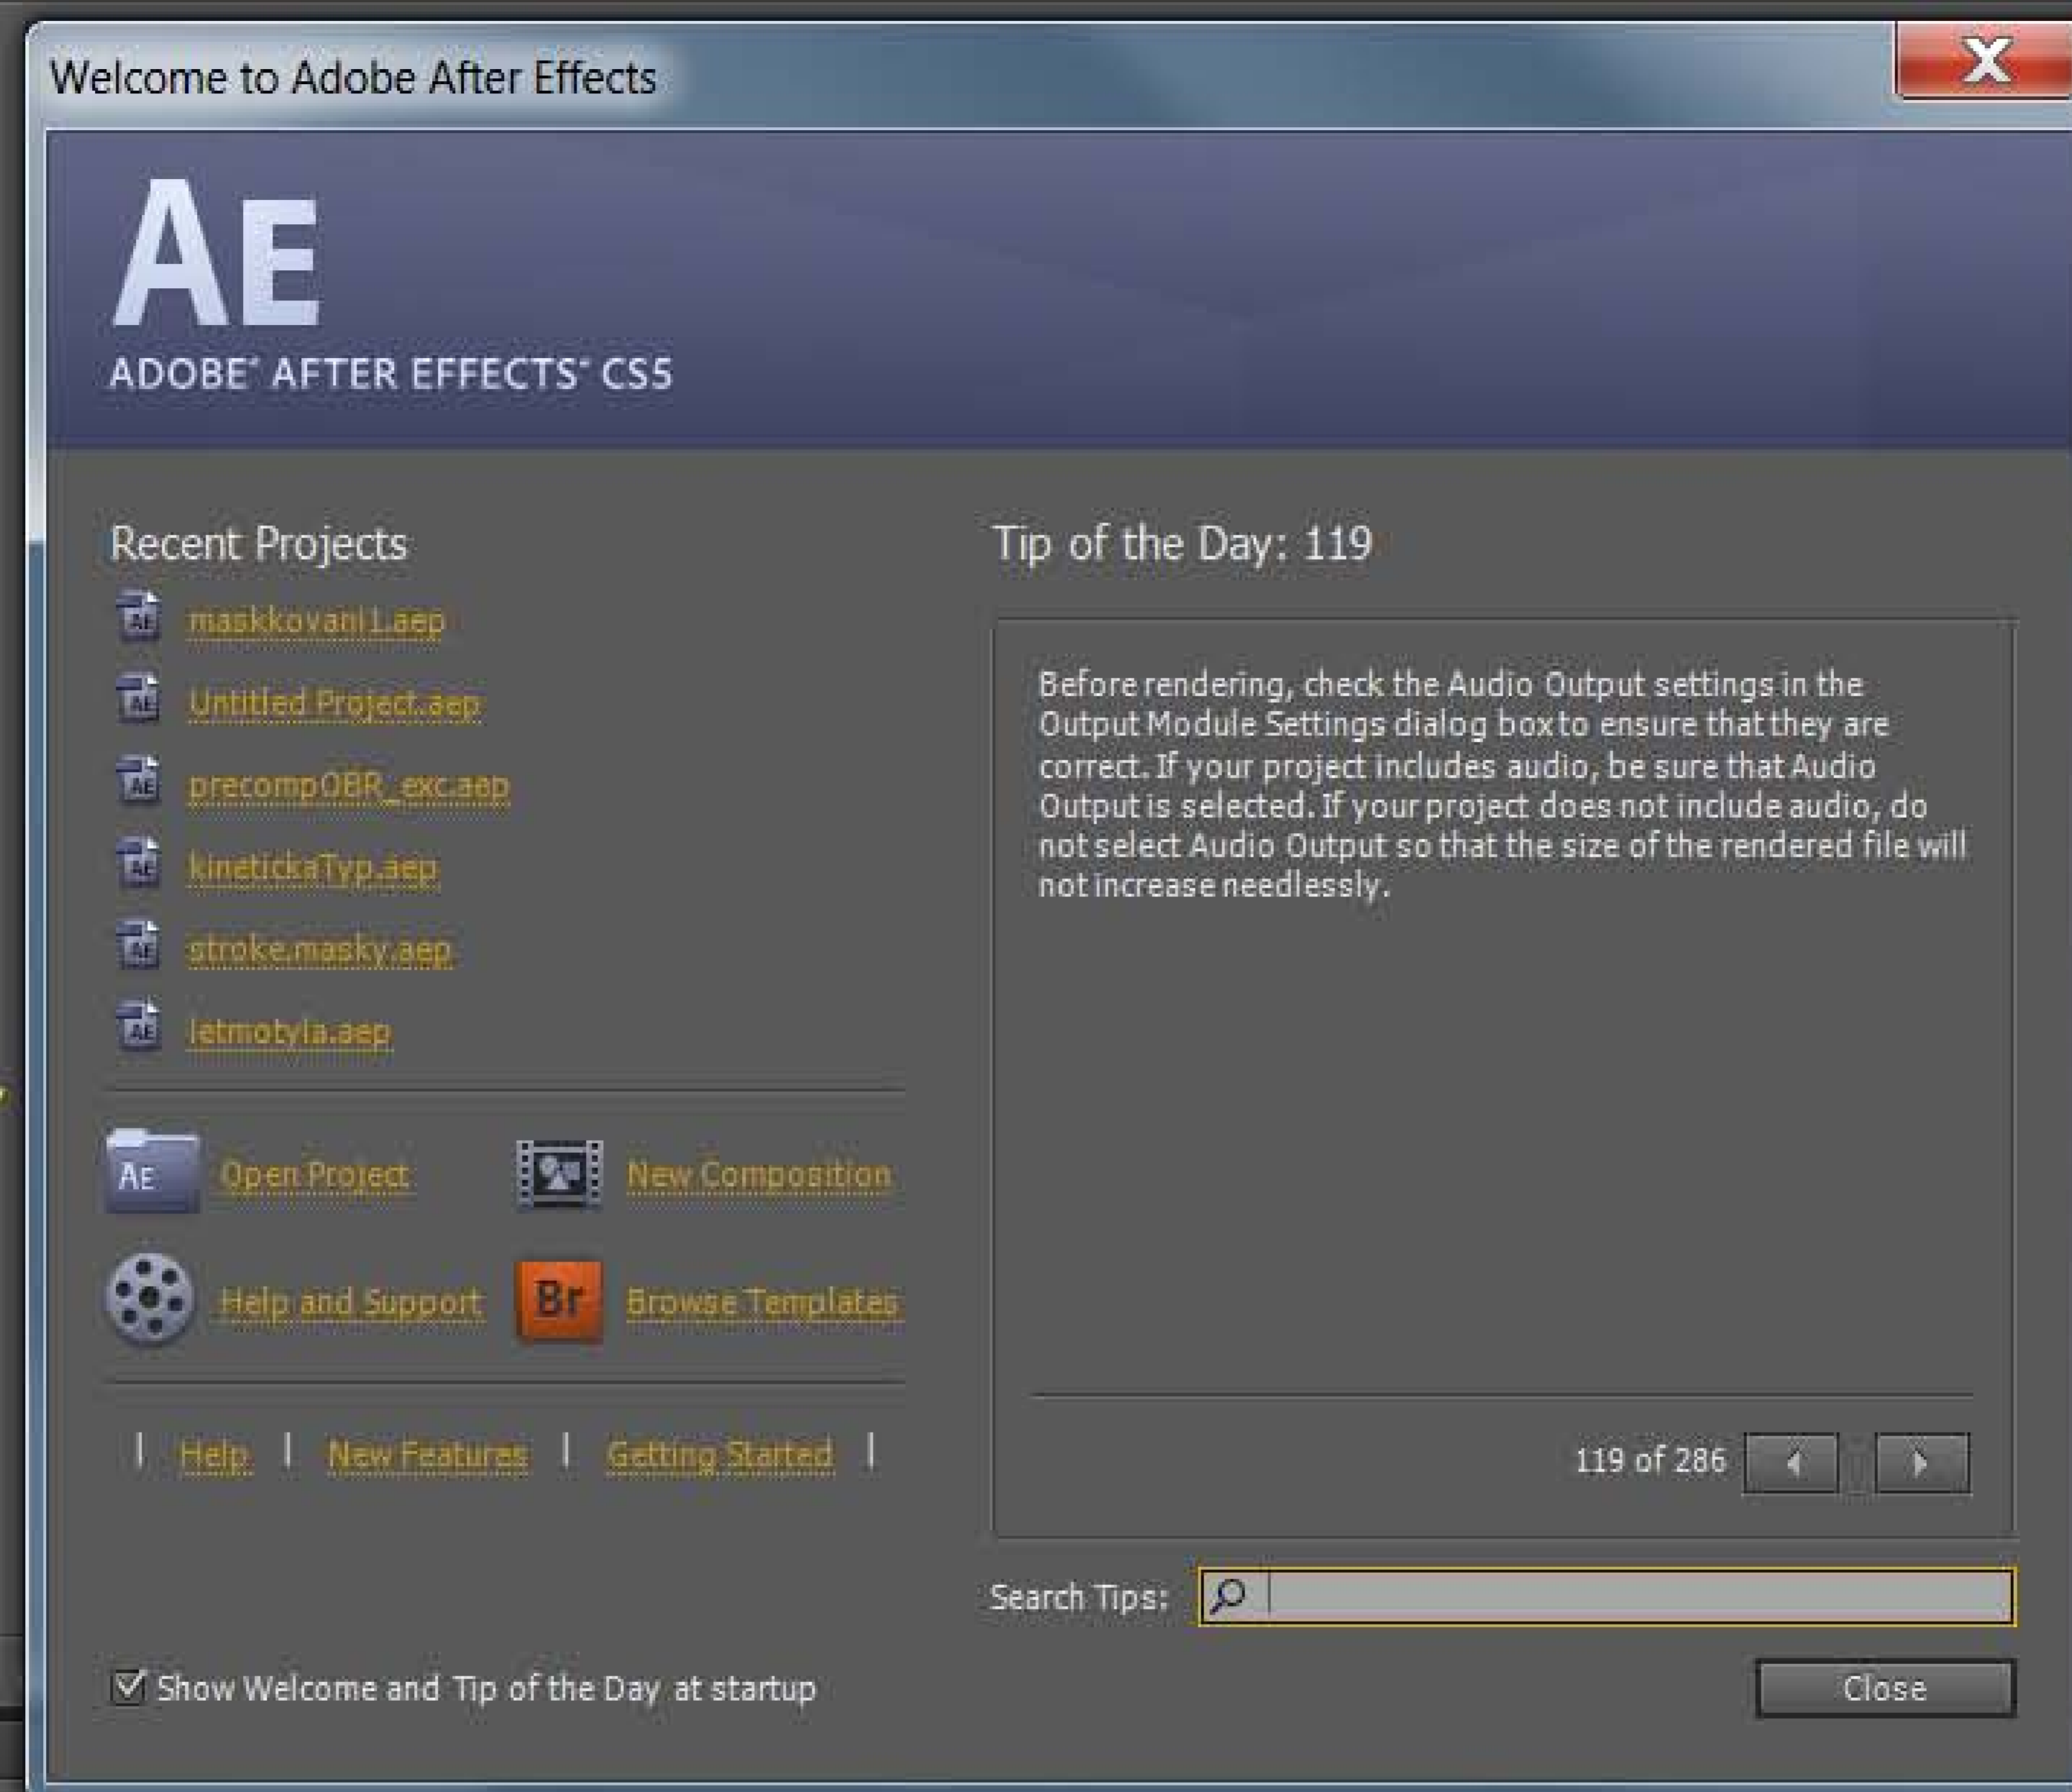 Welcome to Adobe After Effects
X
AE
ADOBE® AFTER EFFECTS® CS5
Recent Projects
maskkovani1.aep
Untitled Project.aep
precompOBR_exc.aep
kinetickaTyp.aep
stroke.masky.aep
letmotyla.aep
Open Project
New Composition
Help and Support
Br Browse Templates
| Help | New Features | Getting Started |
Show Welcome and Tip of the Day at startup
Tip of the Day: 119
Before rendering, check the Audio Output settings in the
Output Module Settings dialog box to ensure that they are
correct. If your project includes audio, be sure that Audio
Output is selected. If your project does not include audio, do
not select Audio Output so that the size of the rendered file will
not increase needlessly.
119 of 286
Search Tips:
Close